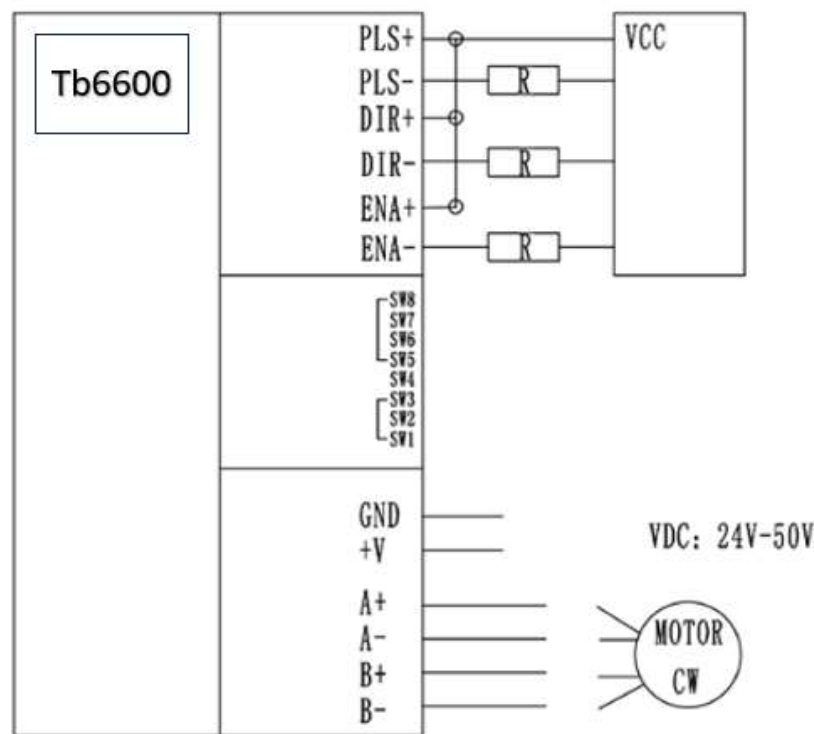 Tb6600
PLS+
VCC
PLS-
R
DIR+
DIR-
R
ENA+
ENA-
R
SW8
SW7
SW6
SW5
SW4
SW3
SW2
SW1
GND
+V
VDC: 24V-50V
A+
A-
B+
B-
MOTOR
CW